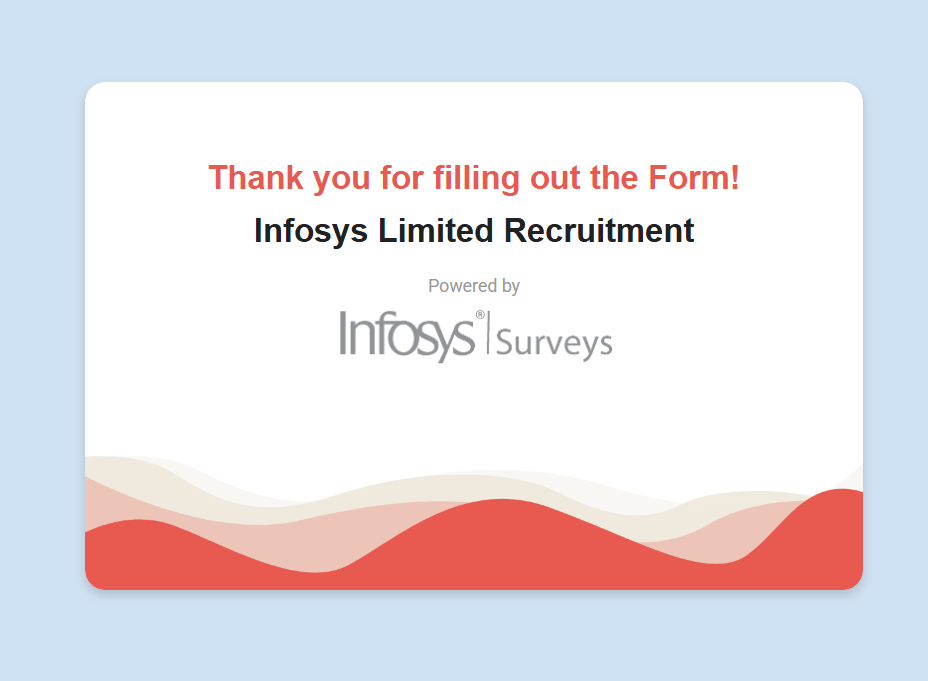 Thank you for filling out the Form!
Infosys Limited Recruitment
Powered by
Infosys® | Surveys